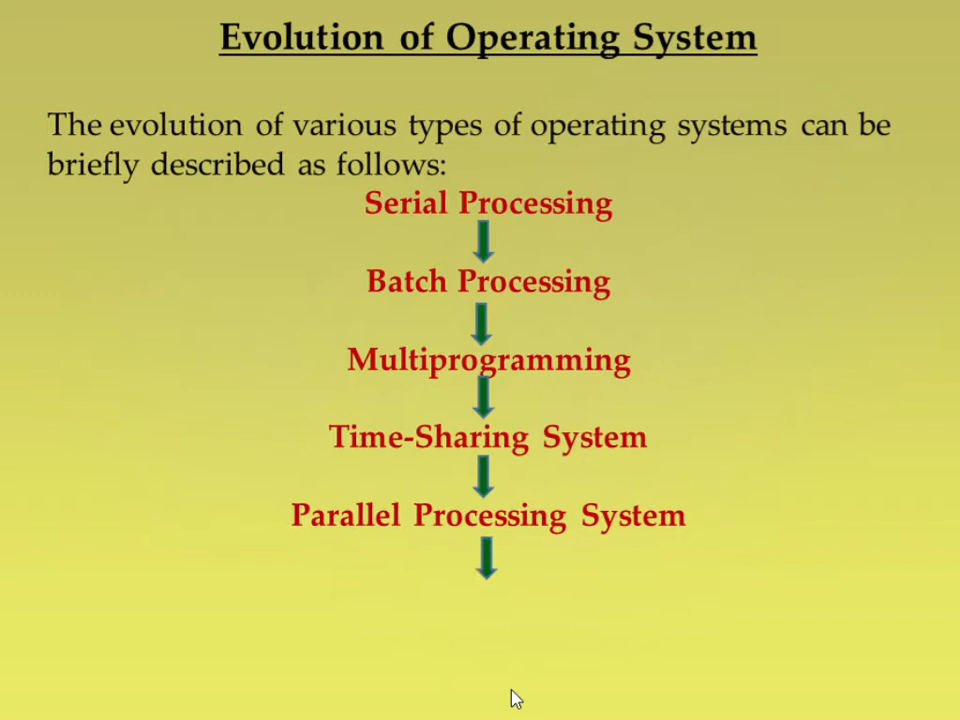 Evolution of Operating System
The evolution of various types of operating systems can be
briefly described as follows:
Serial Processing
Batch Processing
Multiprogramming
Time-Sharing System
Parallel Processing System